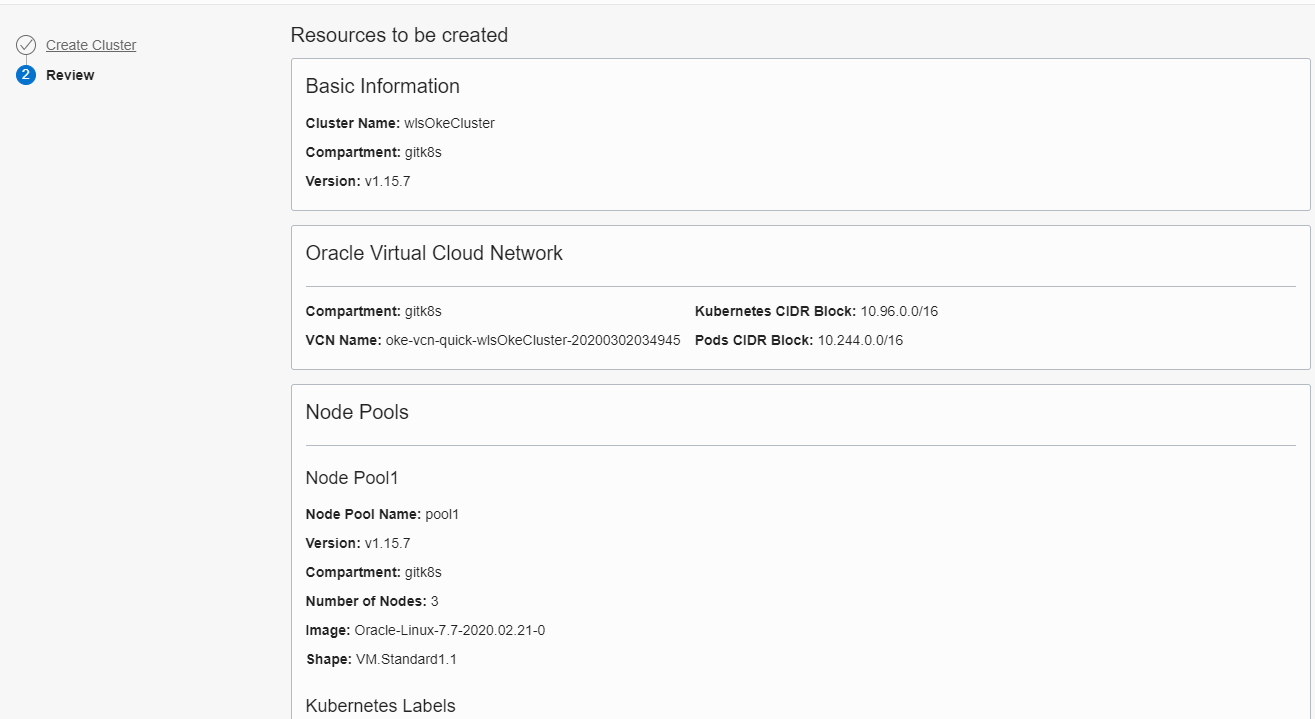 Create Cluster
2 Review
Resources to be created
Basic Information
Cluster Name: wlsOkeCluster
Compartment: gitk8s
Version: v1.15.7
Oracle Virtual Cloud Network
Compartment: gitk8s
Kubernetes CIDR Block: 10.96.0.0/16
VCN Name: oke-vcn-quick-wlsOkeCluster-20200302034945
Pods CIDR Block: 10.244.0.0/16
Node Pools
Node Pool1
Node Pool Name: pool1
Version: v1.15.7
Compartment: gitk8s
Number of Nodes: 3
Image: Oracle-Linux-7.7-2020.02.21-0
Shape: VM.Standard1.1
Kubernetes Labels